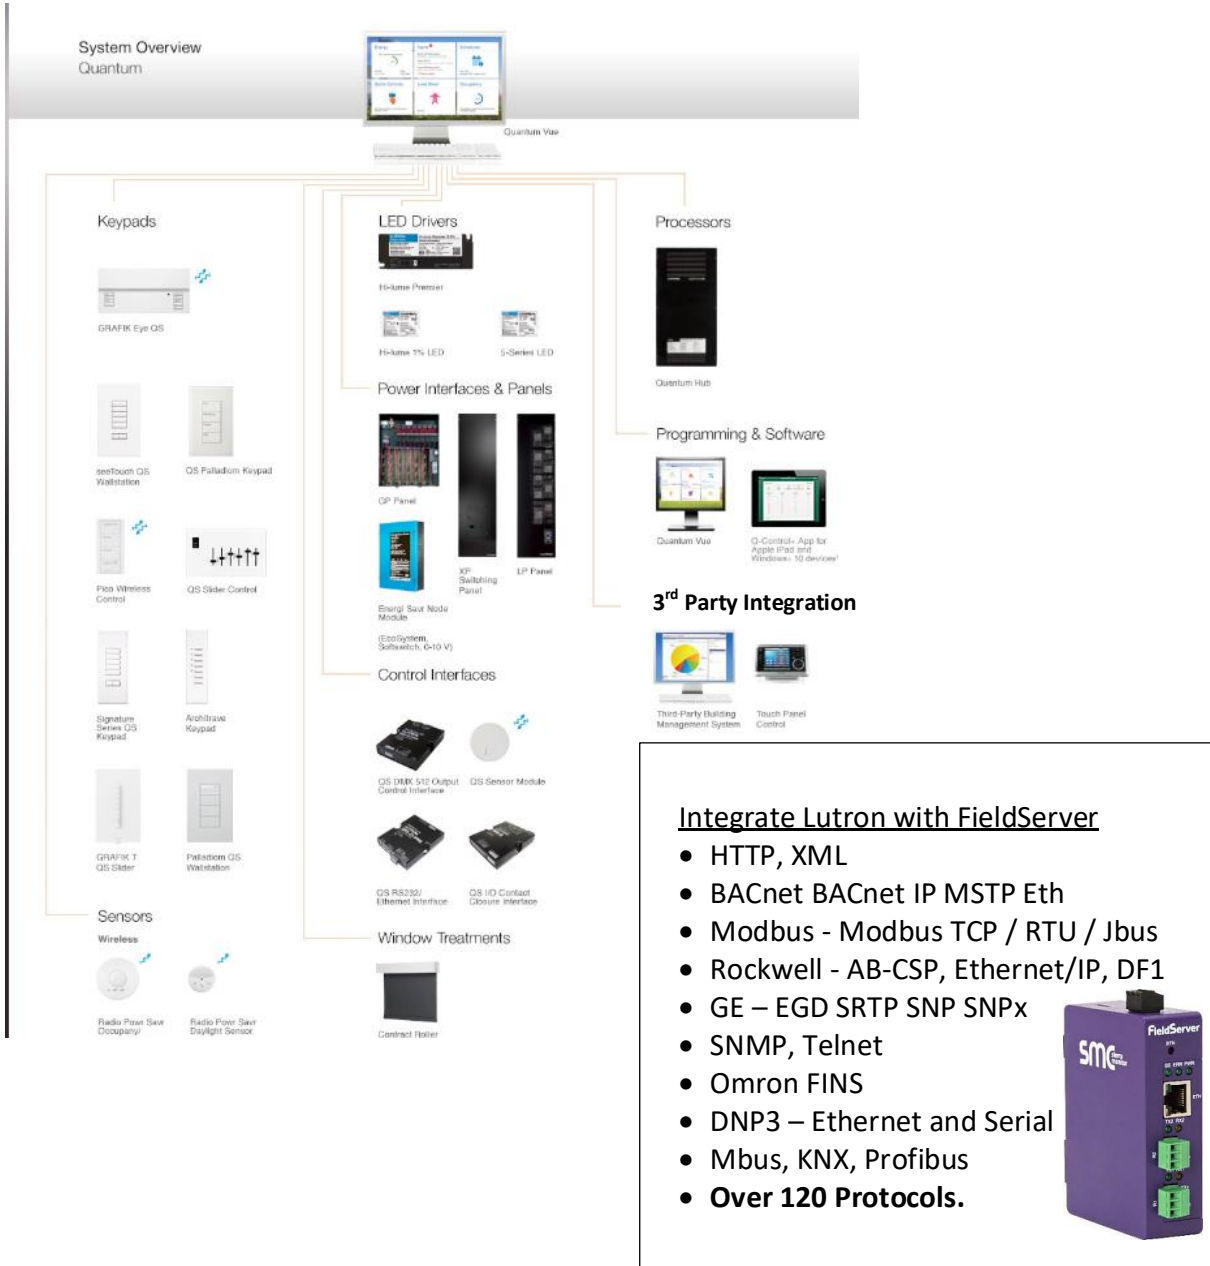 System Overview
Quantum
Quantum Vue
Keypads
GRAFIK Eye QS
seeTouch QS
Wallstation
QS Palladiom Keypad
Pico Wireless
Control
QS Slider Control
Signature
Series QS
Keypad
Architrave
Keypad
GRAFIK T
QS Slider
Palladiom QS
Wallstation
Sensors
Wireless
Radio Powr Savr
Occupany/
Radio Powr Savr
Daylight Sensor
LED Drivers
Hi-lume Premier
Hi-lume 1% LED
5-Series LED
Power Interfaces & Panels
GP Panel
XP
Switching
Panel
LP Panel
Energi Savr Node
Module
(EcoSystem,
Softswitch, 0-10 V)
Control Interfaces
QS DMX 512 Output
Control Interface
QS Sensor Module
QS RS232/
Ethernet Interface
QS I/O Contact
Closure Interface
Window Treatments
Contract Roller
Processors
Quantum Hub
Programming & Software
Quantum Vue
Q-Control+ App for
Apple iPad and
Windows 10 devices
3rd Party Integration
Third-Party Building
Management System
Touch Panel
Control
Integrate Lutron with FieldServer
• HTTP, XML
• BACnet BACnet IP MSTP Eth
• Modbus - Modbus TCP / RTU / Jbus
• Rockwell - AB-CSP, Ethernet/IP, DF1
• GE – EGD SRTP SNP SNPx
• SNMP, Telnet
• Omron FINS
• DNP3 – Ethernet and Serial
• Mbus, KNX, Profibus
• Over 120 Protocols.
FieldServer
SMC sierra
monitor
ETH